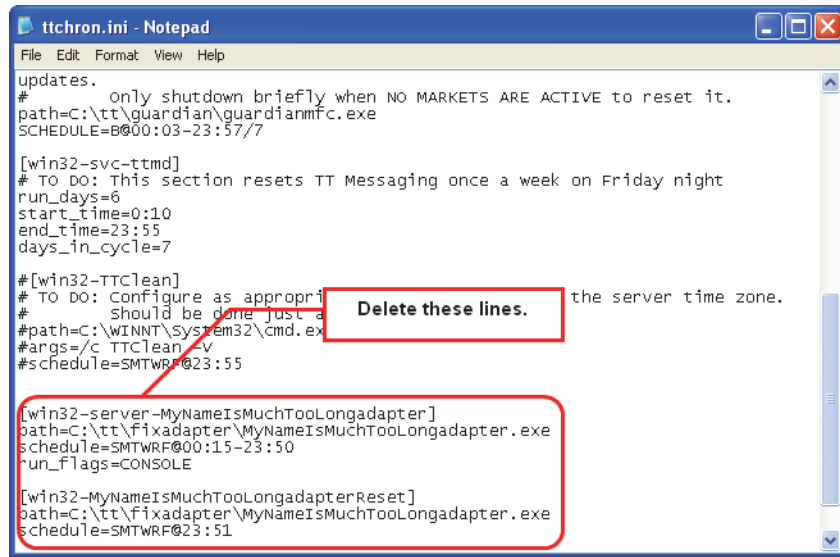 ttchron.ini - Notepad
File Edit Format View Help
updates.
# Only shutdown briefly when NO MARKETS ARE ACTIVE to reset it.
path=C:\tt\guardian\guardianmfc.exe
SCHEDULE=B@00:03-23:57/7
[win32-svc-ttmd]
# TO DO: This section resets TT Messaging once a week on Friday night
run_days=6
start_time=0:10
end_time=23:55
days_in_cycle=7
#[win32-TTClean]
# TO DO: Configure as appropri the server time zone.
# Should be done just a
#path=C:\WINNT\System32\cmd.ex
#args=/c TTClean -V
#schedule=SMTWRF@23:55
Delete these lines.
[win32-server-MyNameIsMuchTooLongadapter]
path=C:\tt\fixadapter\MyNameIsMuchTooLongadapter.exe
schedule=SMTWRF@00:15-23:50
run_flags=CONSOLE
[win32-MyNameIsMuchTooLongadapterReset]
path=C:\tt\fixadapter\MyNameIsMuchTooLongadapter.exe
schedule=SMTWRF@23:51